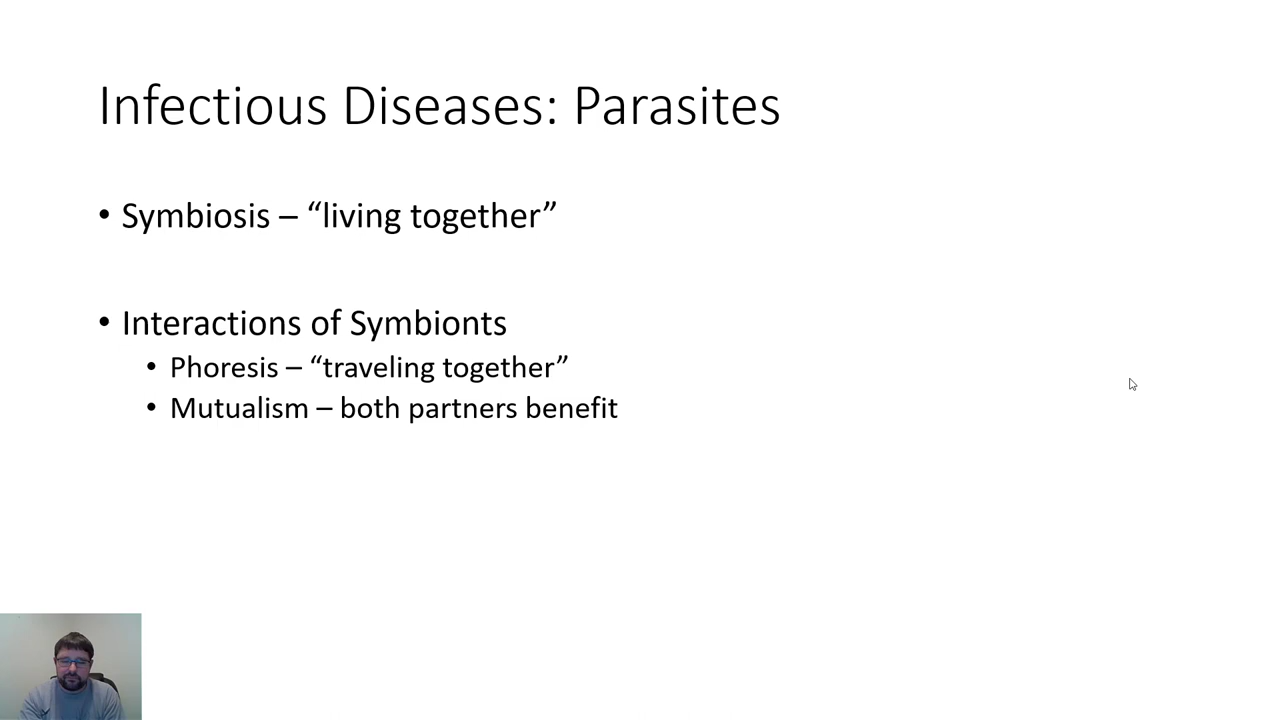 Infectious Diseases: Parasites
• Symbiosis – “living together”
• Interactions of Symbionts
• Phoresis – “traveling together”
• Mutualism – both partners benefit